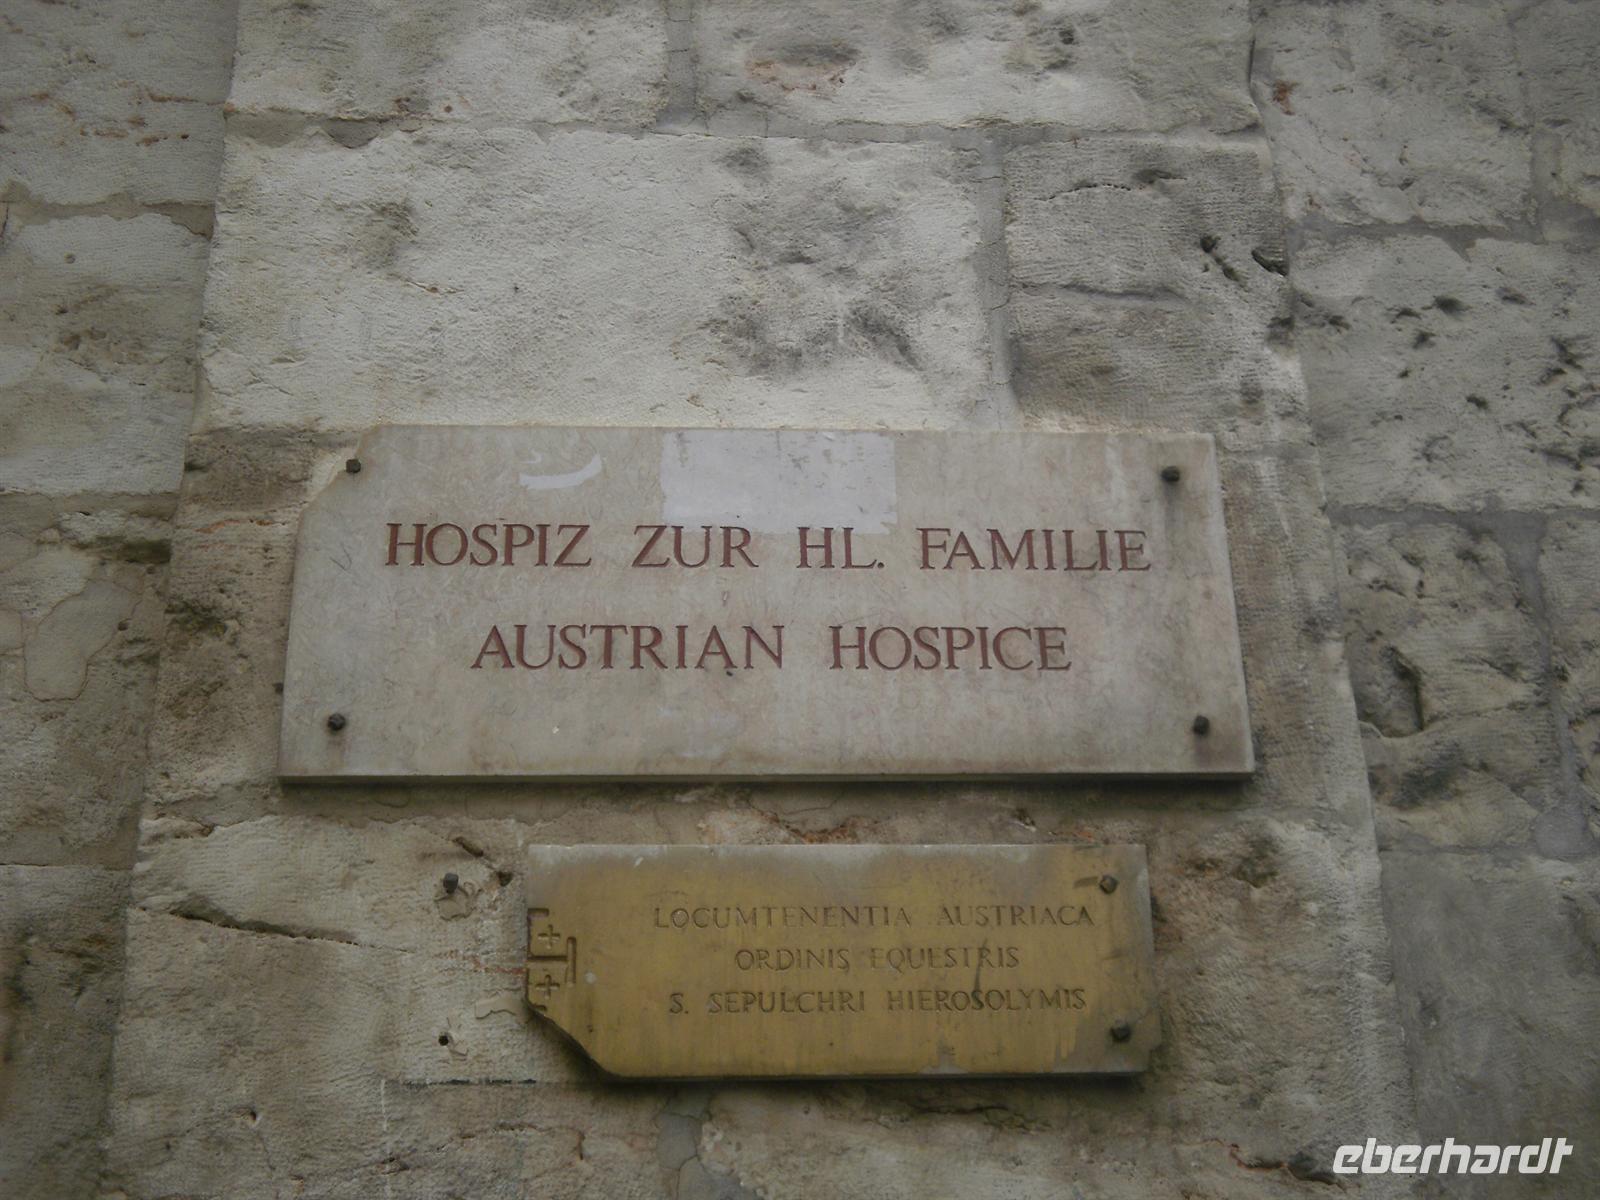 HOSPIZ ZUR HL. FAMILIE
AUSTRIAN HOSPICE
LOCUMTENENTIA AUSTRIACA
ORDINIS EQUESTRIS
S. SEPULCHRI HIEROSOLYMIS
eberhardt